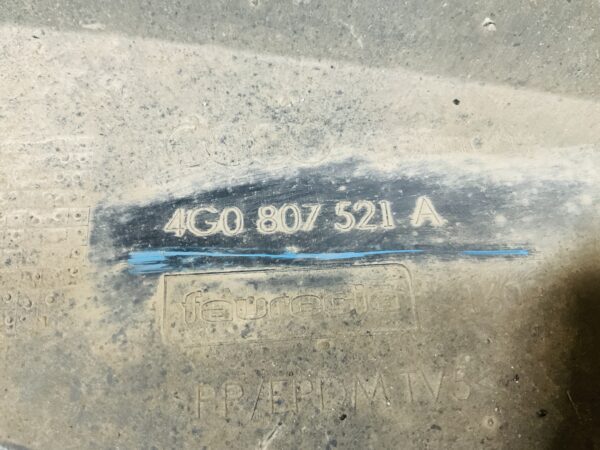 4G0 807 521 A
faurecia
PP/EPDM TV5<